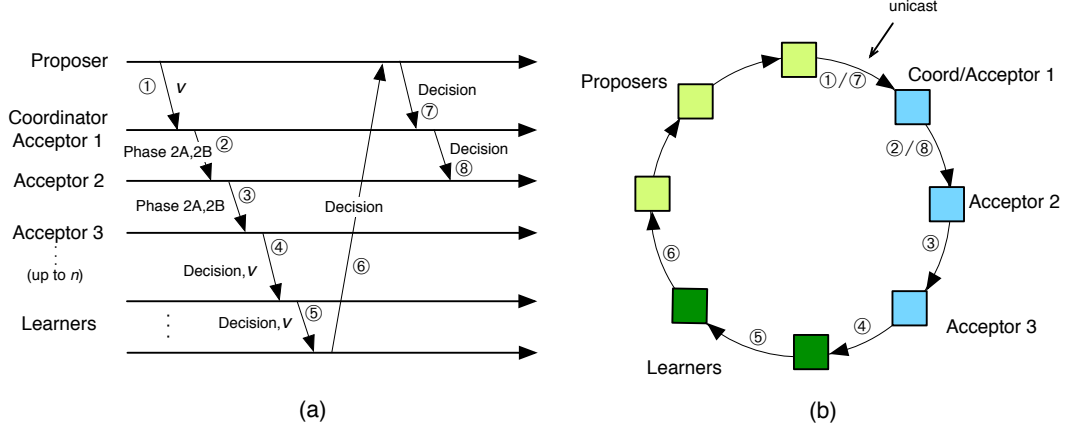 Proposer
① v
Coordinator
Acceptor 1
Phase 2A,2B ②
Acceptor 2
Phase 2A,2B ③
Acceptor 3
(up to n)
④
Decision, v
Learners
Decision, v ⑤
⑥
Decision
Decision
⑦
Decision
⑧
(a)
unicast
Proposers
①/⑦
Coord/Acceptor 1
②/⑧
Acceptor 2
③
Acceptor 3
④
⑤
Learners
⑥
(b)